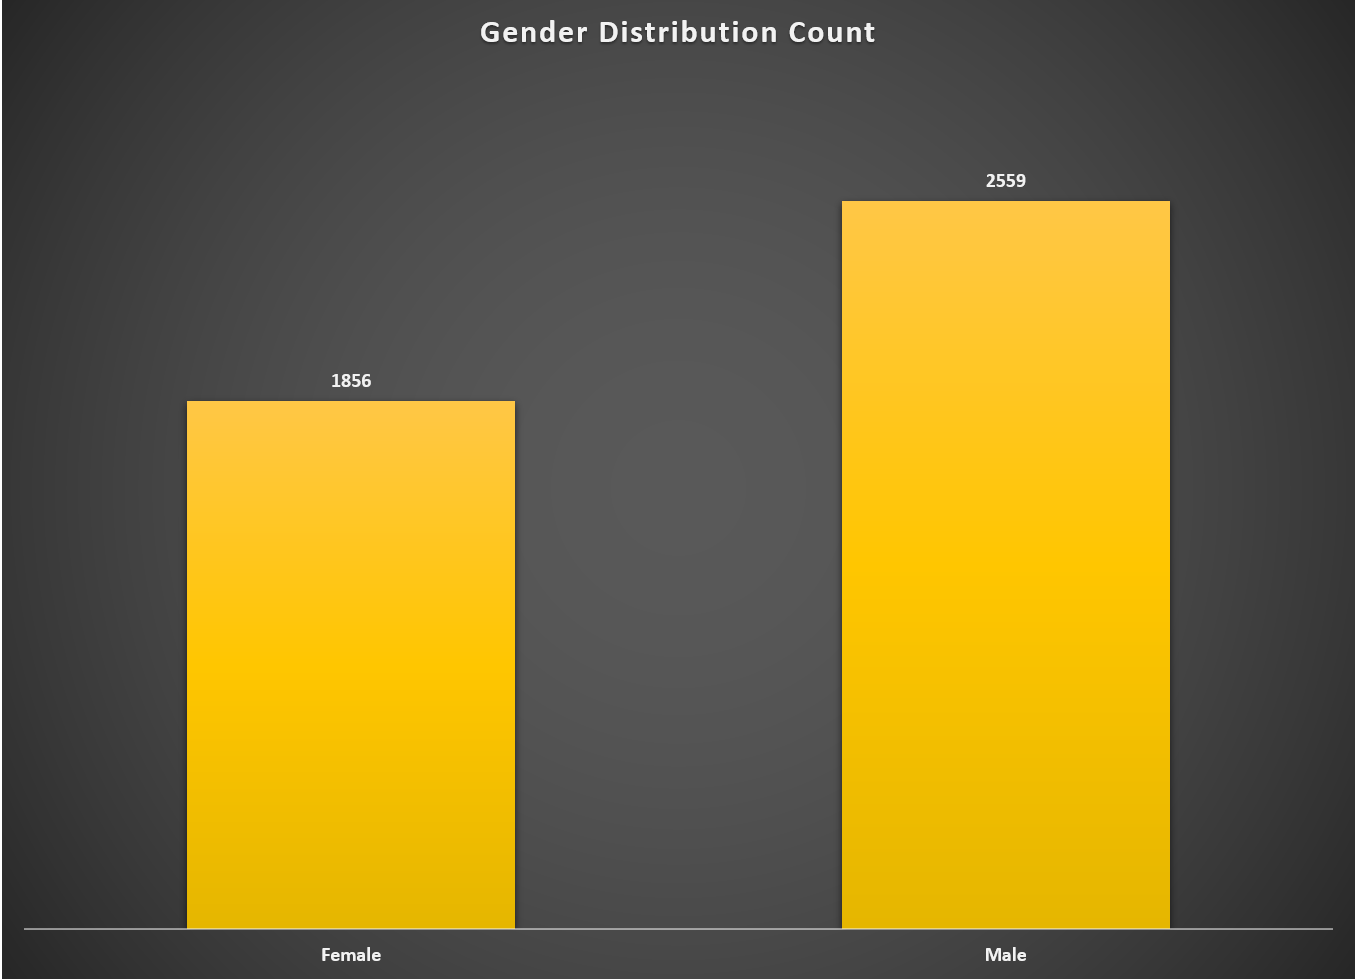 Gender Distribution Count
2559
1856
Female
Male